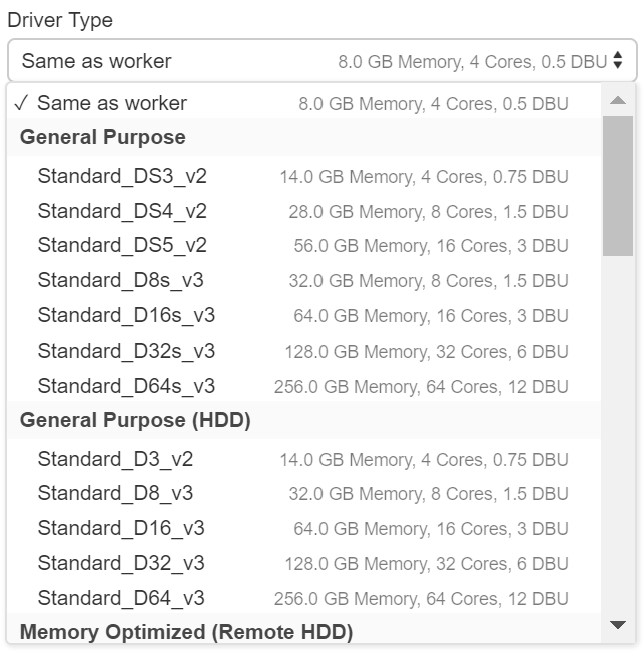 Driver Type
Same as worker 8.0 GB Memory, 4 Cores, 0.5 DBU
✓ Same as worker 8.0 GB Memory, 4 Cores, 0.5 DBU
General Purpose
Standard_DS3_v2 14.0 GB Memory, 4 Cores, 0.75 DBU
Standard_DS4_v2 28.0 GB Memory, 8 Cores, 1.5 DBU
Standard_DS5_v2 56.0 GB Memory, 16 Cores, 3 DBU
Standard_D8s_v3 32.0 GB Memory, 8 Cores, 1.5 DBU
Standard_D16s_v3 64.0 GB Memory, 16 Cores, 3 DBU
Standard_D32s_v3 128.0 GB Memory, 32 Cores, 6 DBU
Standard_D64s_v3 256.0 GB Memory, 64 Cores, 12 DBU
General Purpose (HDD)
Standard_D3_v2 14.0 GB Memory, 4 Cores, 0.75 DBU
Standard_D8_v3 32.0 GB Memory, 8 Cores, 1.5 DBU
Standard_D16_v3 64.0 GB Memory, 16 Cores, 3 DBU
Standard_D32_v3 128.0 GB Memory, 32 Cores, 6 DBU
Standard_D64_v3 256.0 GB Memory, 64 Cores, 12 DBU
Memory Optimized (Remote HDD)